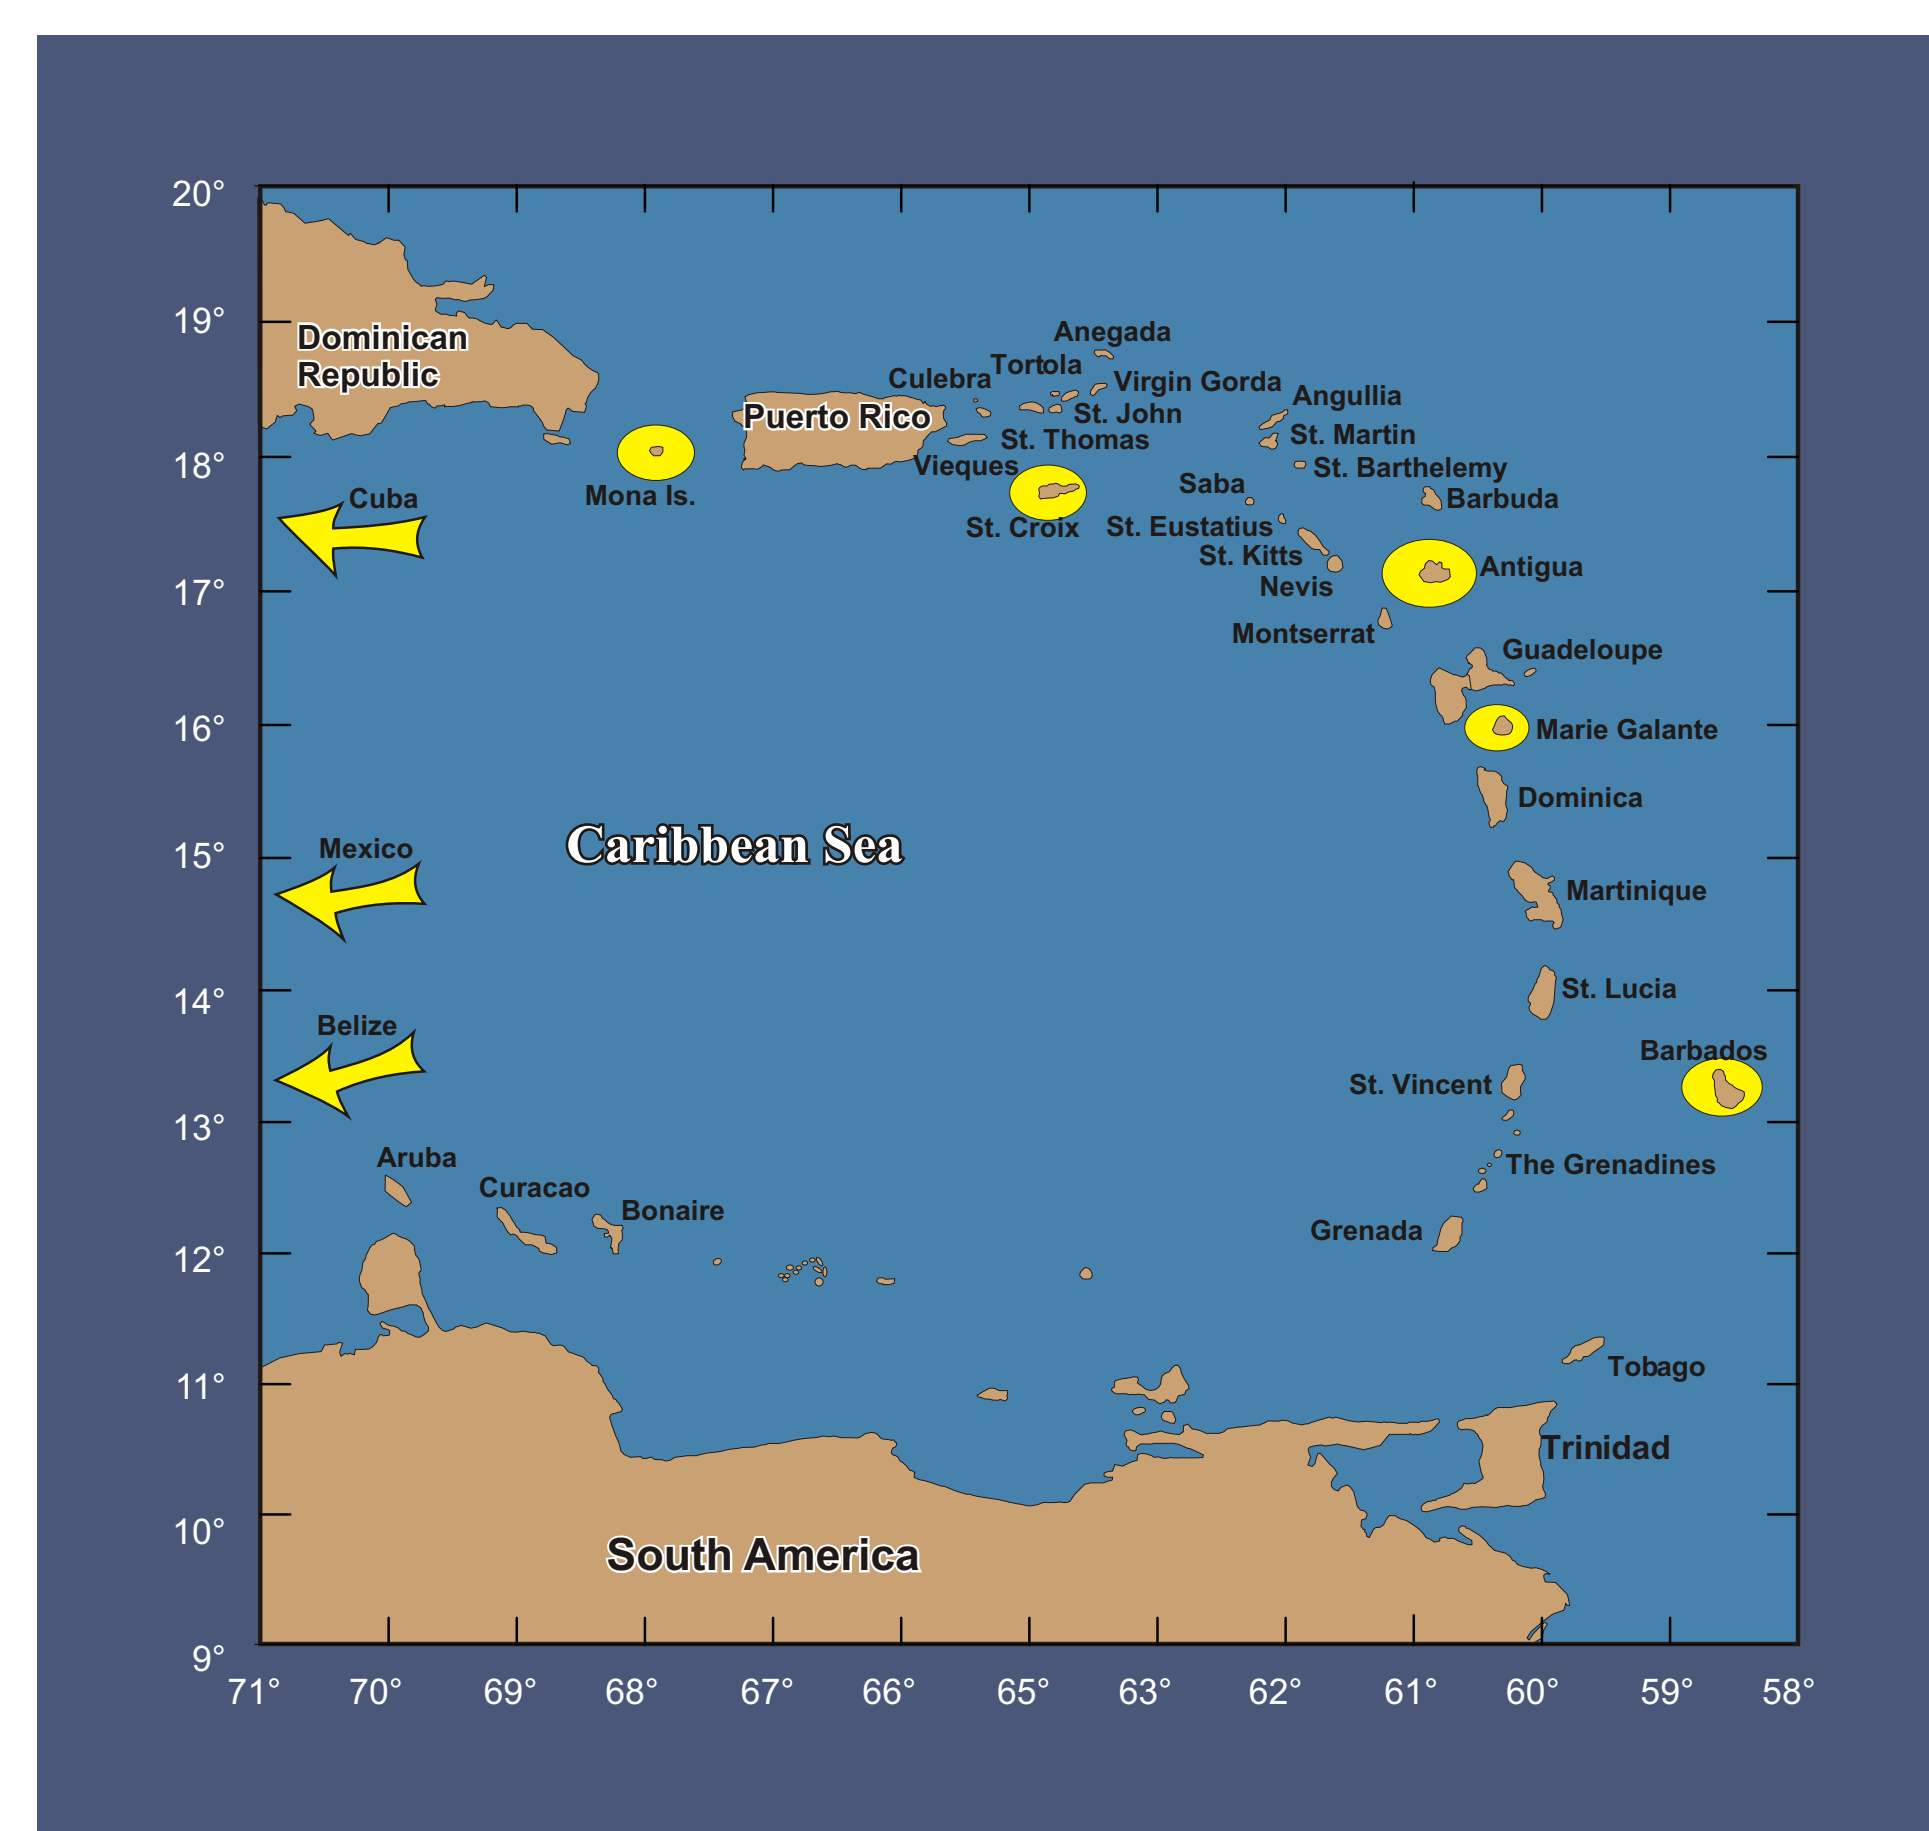 20°
19°
Dominican
Republic
Anegada
Tortola
Culebra
Virgin Gorda
Angullia
Puerto Rico
St. John
St. Martin
St. Thomas
18°
Vieques
St. Barthelemy
Saba
Mona Is.
Cuba
Barbuda
St. Croix
St. Eustatius
St. Kitts
Antigua
17°
Nevis
Montserrat
Guadeloupe
16°
Marie Galante
Dominica
15°
Mexico
Caribbean Sea
Martinique
14°
St. Lucia
Belize
Barbados
St. Vincent
13°
Aruba
The Grenadines
Curacao
Bonaire
Grenada
12°
Tobago
11°
Trinidad
10°
South America
9°
71° 70° 69° 68° 67° 66° 65° 63° 62° 61° 60° 59° 58°